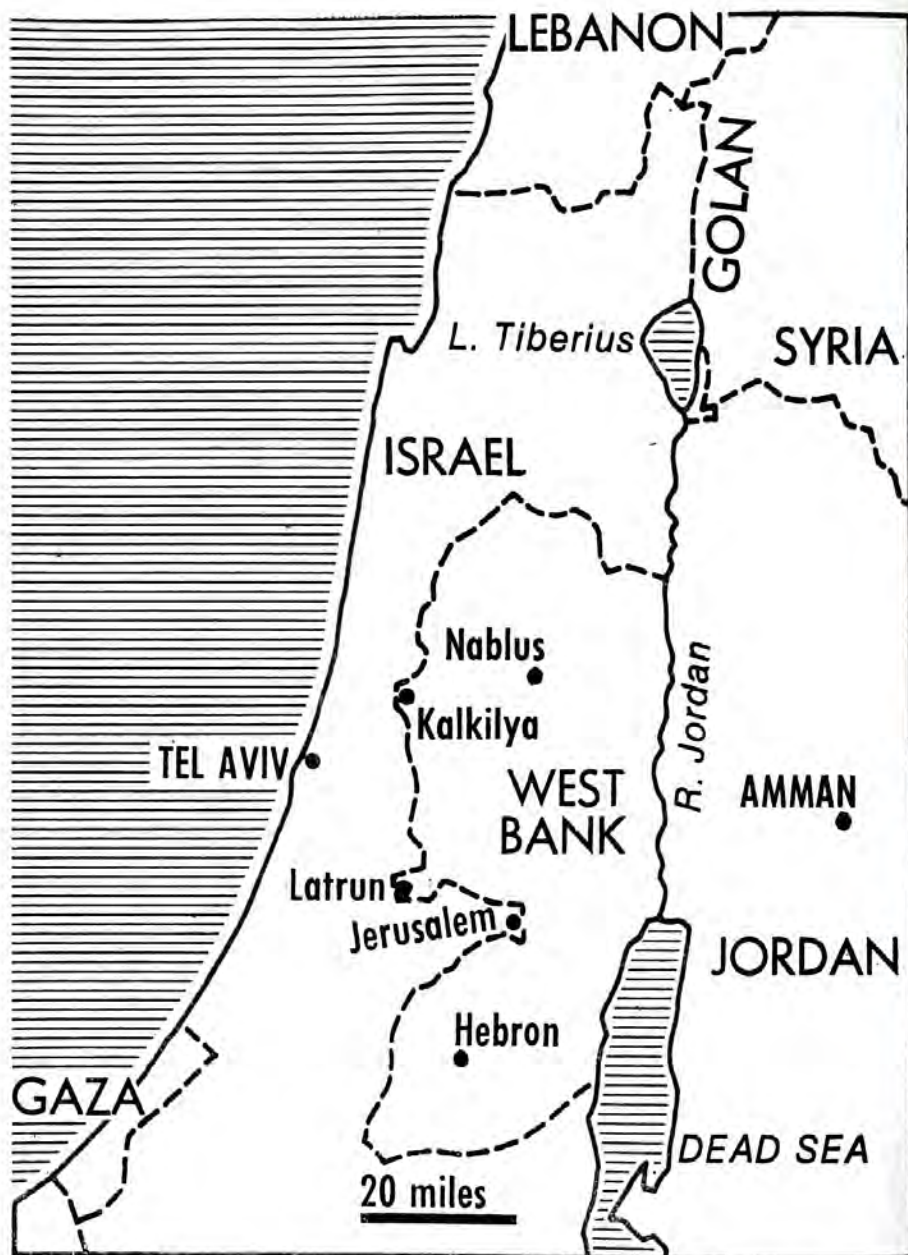 LEBANON
GOLAN
L. Tiberius
SYRIA
ISRAEL
Nablus
Kalkilya
R. Jordan
TEL AVIV
WEST
BANK
AMMAN
Latrun
Jerusalem
JORDAN
Hebron
GAZA
DEAD SEA
20 miles